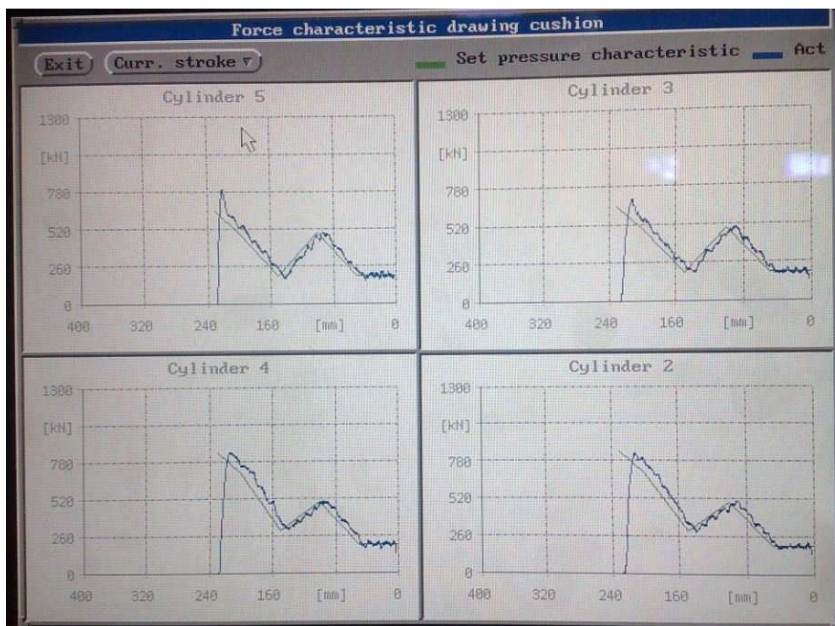 Force characteristic drawing cushion
Exit Curr. stroke Set pressure characteristic Act
Cylinder 5
1300
[kN]
780
520
260
0
400 320 240 160 [mm] 0
Cylinder 3
1300
[kN]
780
520
260
0
400 320 240 160 [mm] 0
Cylinder 4
1300
[kN]
780
520
260
0
400 320 240 160 [mm] 0
Cylinder 2
1300
[kN]
780
520
260
0
400 320 240 160 [mm] 0